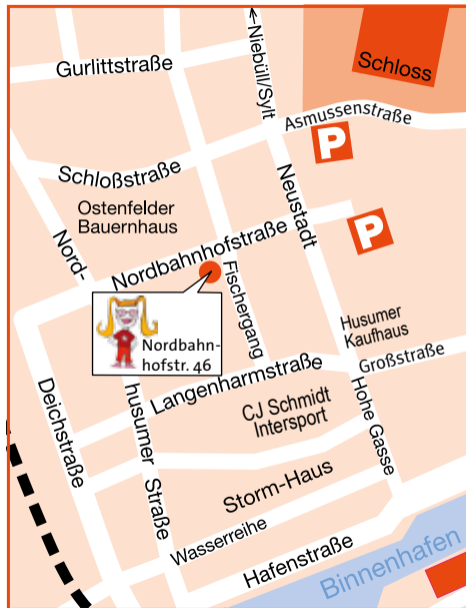 ←Niebüll/Sylt
Gurlittstraße
Schloss
Asmussenstraße
P
Schloßstraße
Neustadt
Ostenfelder
Bauernhaus
Nord-
P
Nordbahnhofstraße
Fischergang
Nordbahn-
hofstr. 46
Husumer
Kaufhaus
Großstraße
Langenharmstraße
Deichstraße
husumer
Straße
CJ Schmidt
Intersport
Hohe Gasse
Storm-Haus
Wasserreihe
Hafenstraße
Binnenhafen